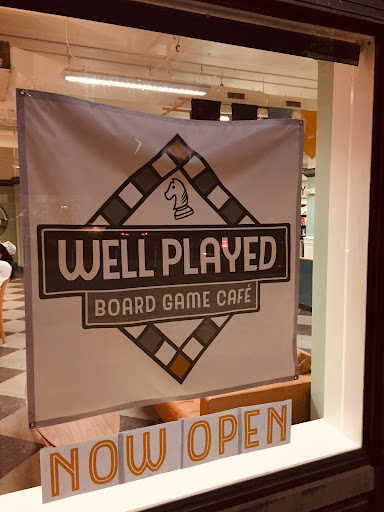 WELL PLAYED
BOARD GAME CAFÉ
NOW OPEN